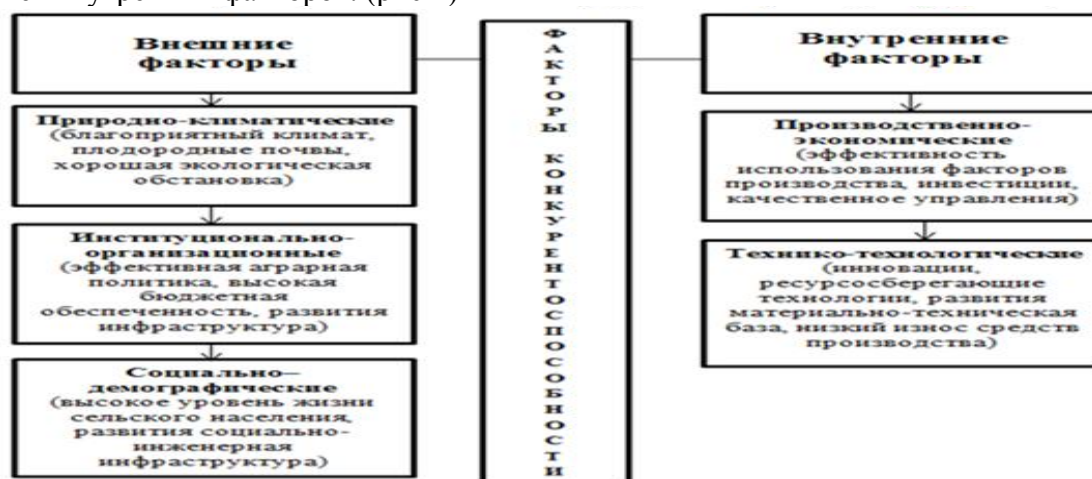 Внешние
факторы
Природно-климатические
(благоприятный климат,
плодородные почвы,
хорошая экологическая
обстановка)
Институционально-
организационные
(эффективная аграрная
политика, высокая
бюджетная
обеспеченность, развития
инфраструктура)
Социально–
демографические
(высокое уровень жизни
сельского населения,
развития социально-
инженерная
инфраструктура)
ФАКТОРЫ КОНКУРЕНТОСПОСОБНОСТИ
Внутренние
факторы
Производственно-
экономические
(эффективность
использования факторов
производства, инвестиции,
качественное управления)
Технико-технологические
(инновации,
ресурсосберегающие
технологии, развития
материально-техническая
база, низкий износ средств
производства)